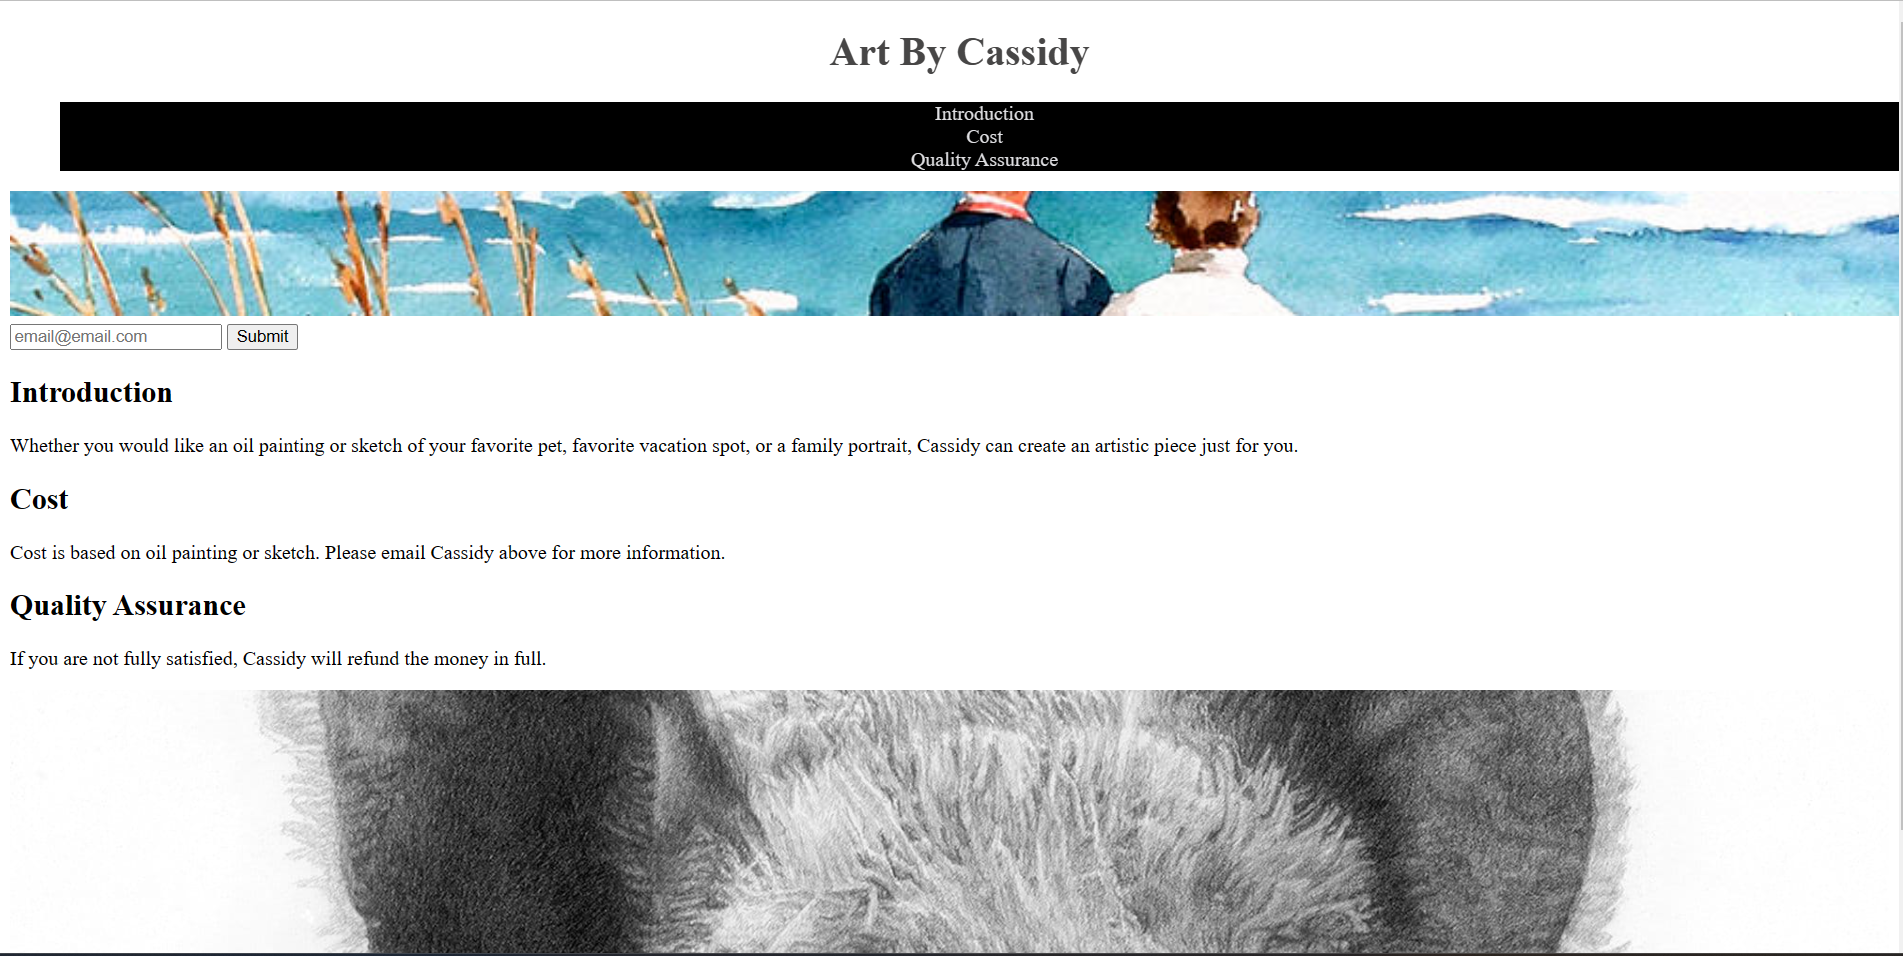 Art By Cassidy
Introduction
Cost
Quality Assurance
email@email.com Submit
Introduction
Whether you would like an oil painting or sketch of your favorite pet, favorite vacation spot, or a family portrait, Cassidy can create an artistic piece just for you.
Cost
Cost is based on oil painting or sketch. Please email Cassidy above for more information.
Quality Assurance
If you are not fully satisfied, Cassidy will refund the money in full.